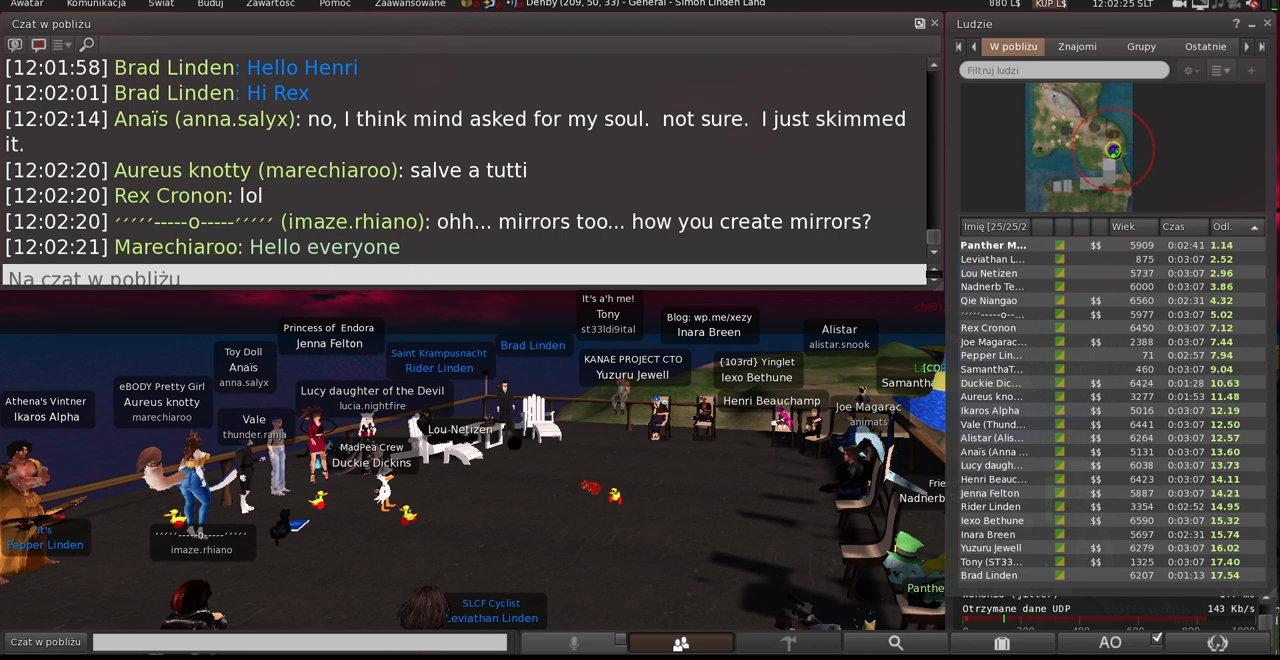 Awatar Komunikacja Świat Buduj Zawartość Pomoc Zaawansowane Denby (209, 50, 33) - General - Simon Linden Land 880 L$ KUP L$ 12:02:25 SLT
Czat w pobliżu
[12:01:58] Brad Linden: Hello Henri
[12:02:01] Brad Linden: Hi Rex
[12:02:14] Anaïs (anna.salyx): no, I think mind asked for my soul. not sure. I just skimmed
it.
[12:02:20] Aureus knotty (marechiaroo): salve a tutti
[12:02:20] Rex Cronon: lol
[12:02:20] ˊˊˊˊˊ-----o-----ˊˊˊˊˊ (imaze.rhiano): ohh... mirrors too... how you create mirrors?
[12:02:21] Marechiaroo: Hello everyone
Na czat w pobliżu
It's a'h me!
Tony
st33ldi9ital
Blog: wp.me/xezy
Inara Breen
Princess of Endora
Jenna Felton
Alistar
alistar.snook
Brad Linden
Toy Doll
Anaïs
anna.salyx
Saint Krampusnacht
Rider Linden
KANAE PROJECT CTO
Yuzuru Jewell
{103rd} Yinglet
Iexo Bethune
Samantha
eBODY Pretty Girl
Aureus knotty
marechiaroo
Lucy daughter of the Devil
lucia.nightfire
Athena's Vintner
Ikaros Alpha
Henri Beauchamp
Joe Magarac
animats
Vale
thunder.rahja
Lou Netizen
MadPea Crew
Duckie Dickins
Frie
Nadnerb
It's
Pepper Linden
ˊˊˊˊˊ-----o-----ˊˊˊˊˊ
imaze.rhiano
Panthe
SLCF Cyclist
Leviathan Linden
Czat w pobliżu
Ludzie
? _ ×
W pobliżu Znajomi Grupy Ostatnie
Filtruj ludzi
Imię [25/25/2 Wiek Czas Odl.
Panther M... $$ 5909 0:02:41 1.14
Leviathan L... 875 0:03:07 2.52
Lou Netizen 5737 0:03:07 2.96
Nadnerb Te... 6000 0:03:07 3.86
Qie Niangao $$ 6560 0:02:31 4.32
ˊˊˊˊˊ-----o-- $$ 5977 0:03:07 5.02
Rex Cronon 6450 0:03:07 7.12
Joe Magarac... $$ 2388 0:03:07 7.44
Pepper Lin... 71 0:02:57 7.94
SamanthaT... 460 0:03:07 9.04
Duckie Dic... $$ 6424 0:01:28 10.63
Aureus kno... $$ 3277 0:01:53 11.48
Ikaros Alpha $$ 5016 0:03:07 12.19
Vale (Thund... $$ 6441 0:03:07 12.50
Alistar (Alis... $$ 6264 0:03:07 12.57
Anaïs (Anna ... $$ 5131 0:03:07 13.60
Lucy daugh... $$ 6038 0:03:07 13.73
Henri Beauc... $$ 6423 0:03:07 14.11
Jenna Felton $$ 5887 0:03:07 14.21
Rider Linden $$ 3354 0:02:52 14.95
Iexo Bethune $$ 6590 0:03:07 15.32
Inara Breen 5697 0:02:31 15.74
Yuzuru Jewell $$ 6279 0:03:07 16.02
Tony (ST33... $$ 1325 0:03:07 17.40
Brad Linden 6207 0:01:13 17.54
Otrzymane dane UDP 143 Kb/s
AO